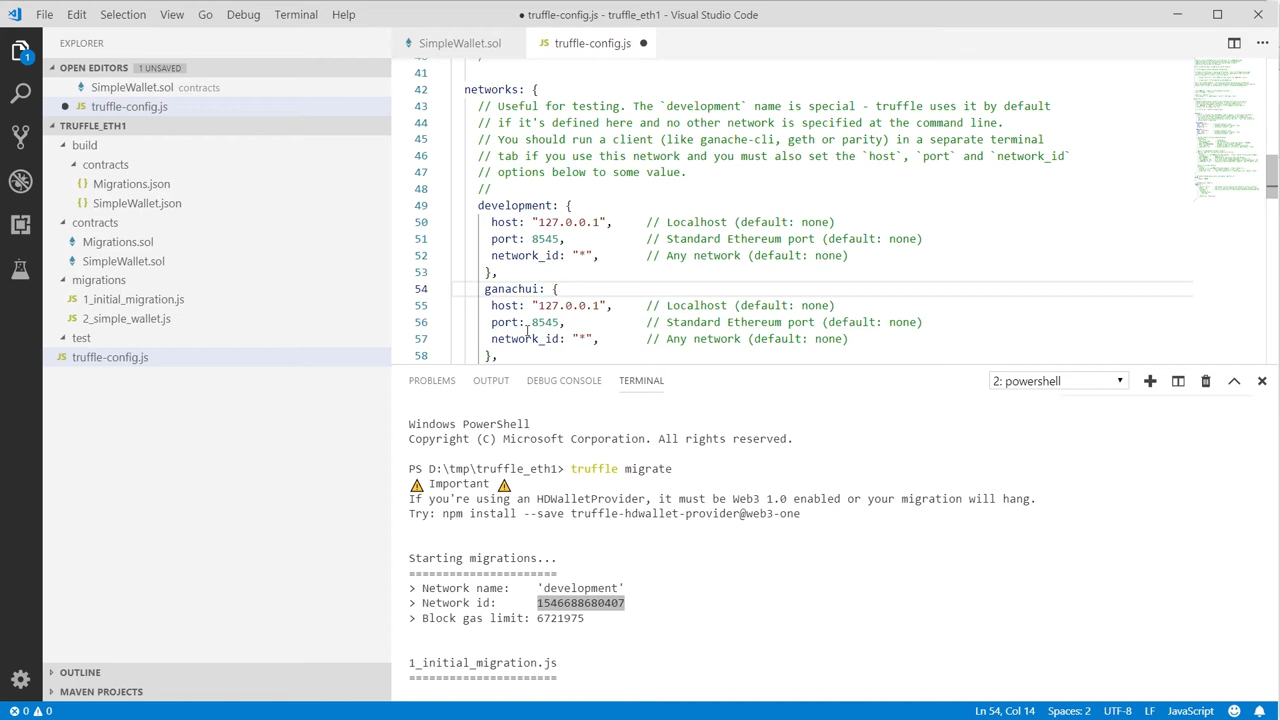 File Edit Selection View Go Debug Terminal Help
● truffle-config.js - truffle_eth1 - Visual Studio Code
EXPLORER
OPEN EDITORS 1 UNSAVED
SimpleWallet.sol contracts
truffle-config.js
TRUFFLE_ETH1
build
contracts
{} Migrations.json
{} SimpleWallet.json
contracts
Migrations.sol
SimpleWallet.sol
migrations
JS 1_initial_migration.js
JS 2_simple_wallet.js
test
JS truffle-config.js
OUTLINE
MAVEN PROJECTS
1
SimpleWallet.sol
JS truffle-config.js ●
41
42 networks: {
43 // Useful for testing. The `development` name is special - truffle uses it by default
44 // if it's defined here and no other network is specified at the command line.
45 // You should run a client (like ganache-cli, geth or parity) in a separate terminal
46 // tab if you use this network and you must also set the `host`, `port` and `network_id`
47 // options below to some value.
48 //
49 development: {
50 host: "127.0.0.1", // Localhost (default: none)
51 port: 8545, // Standard Ethereum port (default: none)
52 network_id: "*", // Any network (default: none)
53 },
54 ganachui: {
55 host: "127.0.0.1", // Localhost (default: none)
56 port: 8545, // Standard Ethereum port (default: none)
57 network_id: "*", // Any network (default: none)
58 },
PROBLEMS OUTPUT DEBUG CONSOLE TERMINAL
2: powershell
Windows PowerShell
Copyright (C) Microsoft Corporation. All rights reserved.
PS D:\tmp\truffle_eth1> truffle migrate
⚠ Important ⚠
If you're using an HDWalletProvider, it must be Web3 1.0 enabled or your migration will hang.
Try: npm install --save truffle-hdwallet-provider@web3-one
Starting migrations...
======================
> Network name: 'development'
> Network id: 1546688680407
> Block gas limit: 6721975
1_initial_migration.js
======================
0 0
Ln 54, Col 14 Spaces: 2 UTF-8 LF JavaScript